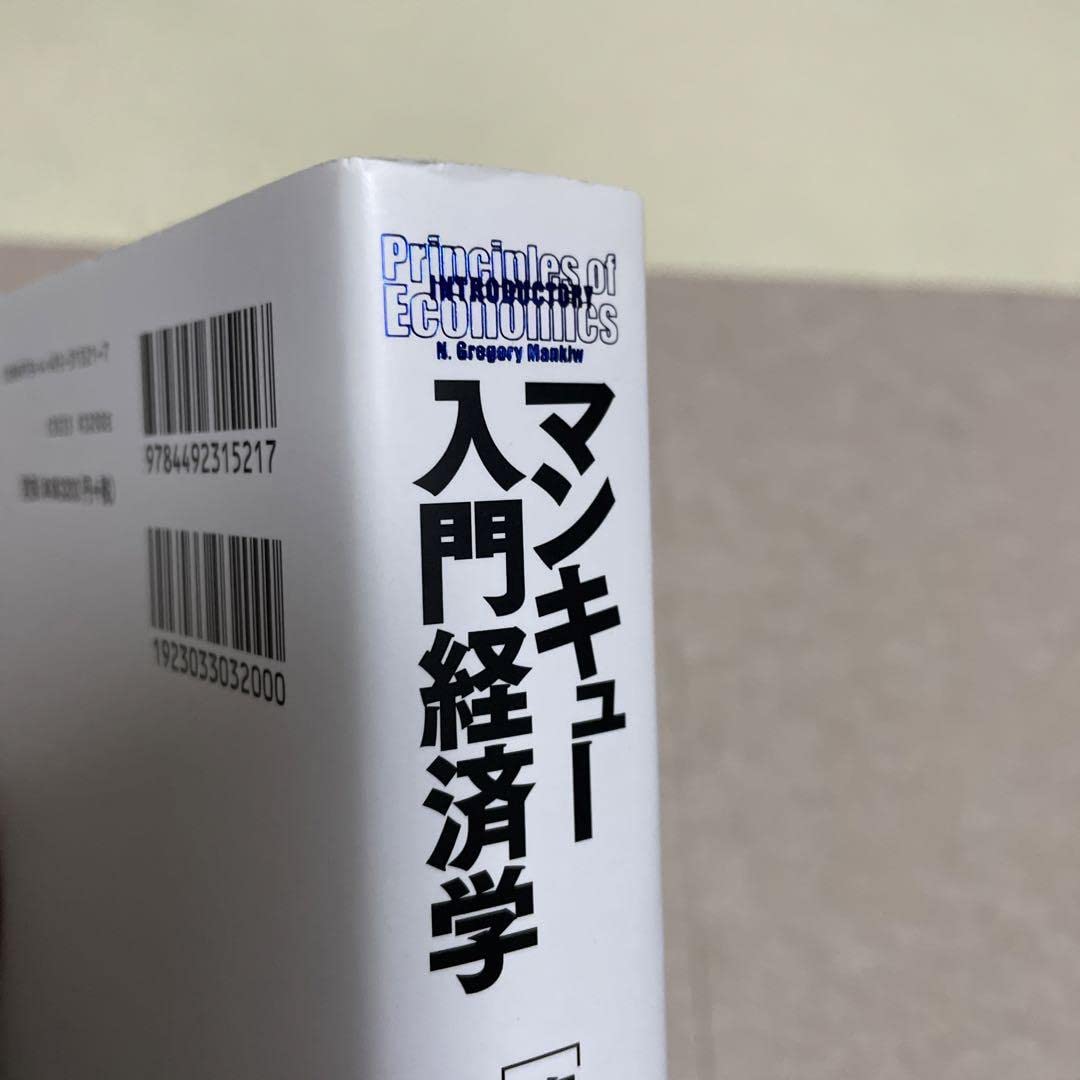 Principles of
INTRODUCTORY
Economics
N. Gregory Mankiw
マンキュー
入門経済学
9784492315217
1923033032000